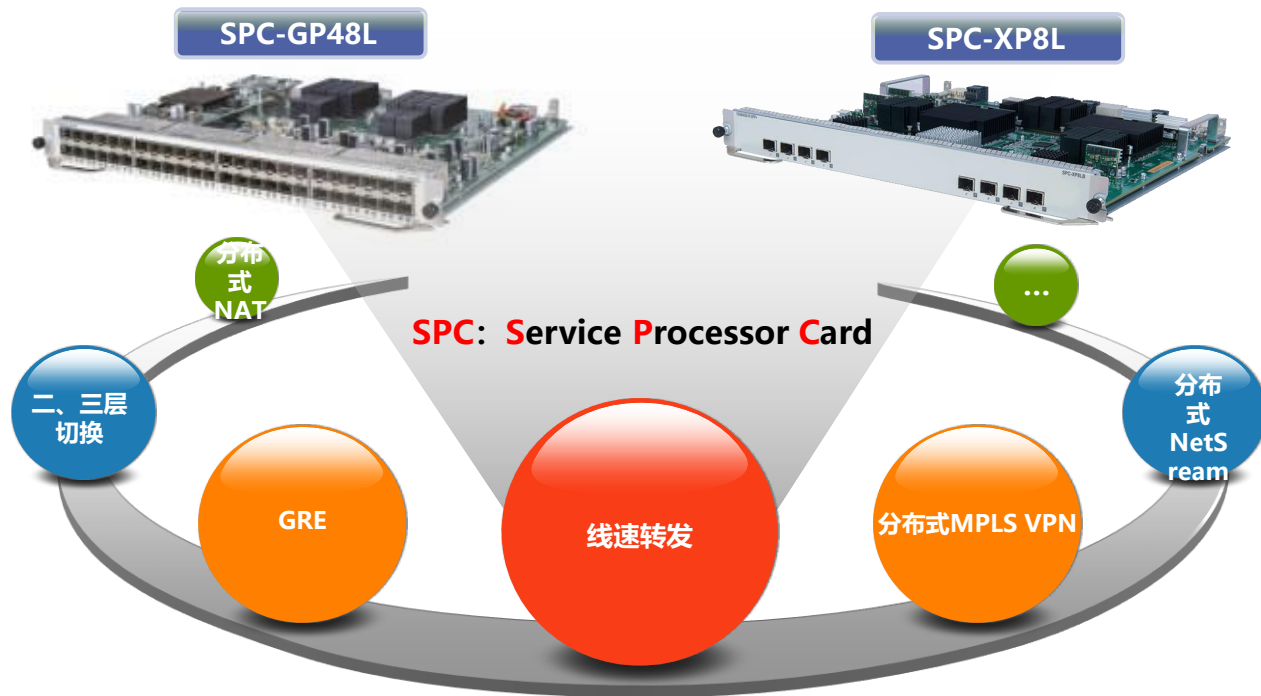 SPC-GP48L
SPC-XP8L
分布
式
NAT
...
SPC：Service Processor Card
二、三层
切换
分布
式
NetS
ream
GRE
线速转发
分布式MPLS VPN